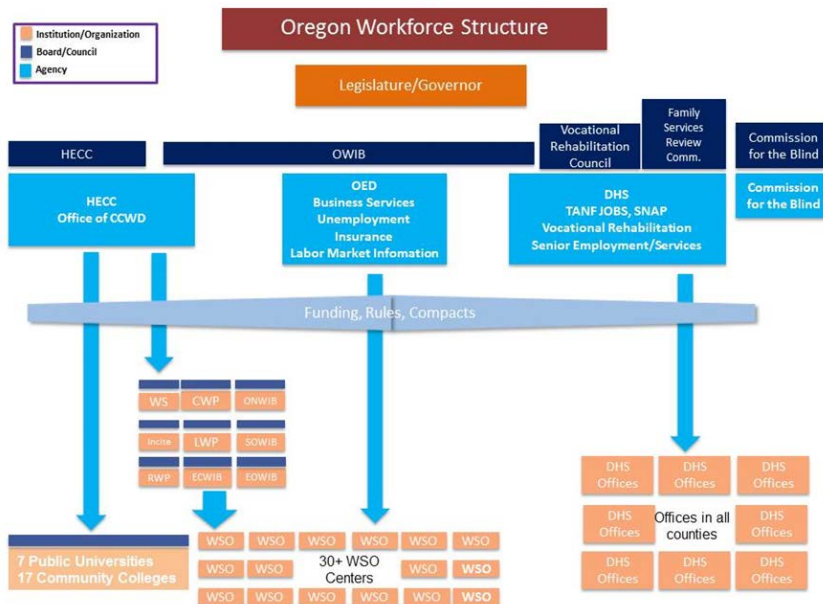 Oregon Workforce Structure
Institution/Organization
Board/Council
Agency
Legislature/Governor
HECC
OWIB
Vocational
Rehabilitation
Council
Family
Services
Review
Comm.
Commission
for the Blind
HECC
Office of CCWD
OED
Business Services
Unemployment
Insurance
Labor Market Infomation
DHS
TANF JOBS, SNAP
Vocational Rehabilitation
Senior Employment/Services
Commission
for the Blind
Funding, Rules, Compacts
WS CWP ONWIB
Incite LWP SOWIB
RWP ECWIB EOWIB
DHS
Offices
DHS
Offices
DHS
Offices
DHS
Offices
Offices in all
counties
DHS
Offices
DHS
Offices
DHS
Offices
DHS
Offices
7 Public Universities
17 Community Colleges
WSO WSO WSO WSO WSO WSO
WSO WSO
30+ WSO
Centers
WSO WSO
WSO WSO WSO WSO WSO WSO